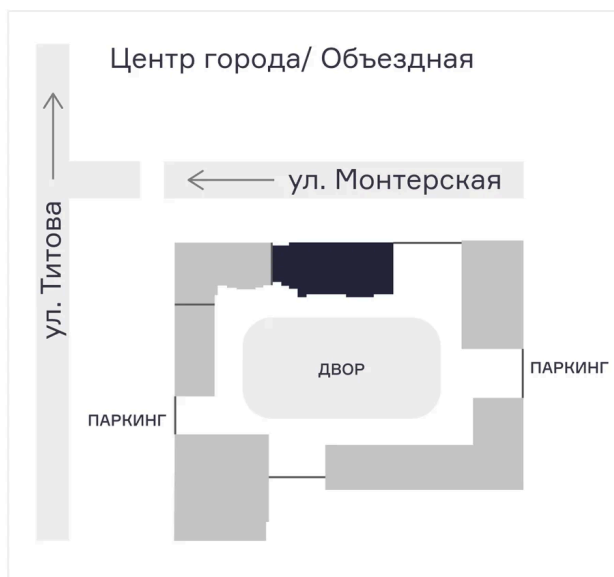 Центр города/ Объездная
ул. Монтерская
ул. Титова
ДВОР
ПАРКИНГ
ПАРКИНГ